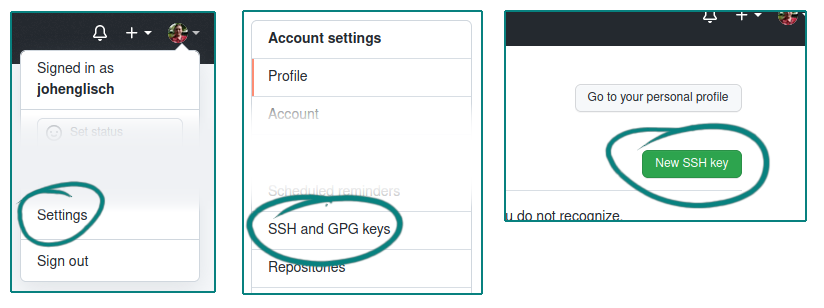 Signed in as
johenglisch
Set status
Settings
Sign out
Account settings
Profile
Account
Scheduled reminders
SSH and GPG keys
Repositories
Go to your personal profile
New SSH key
u do not recognize.